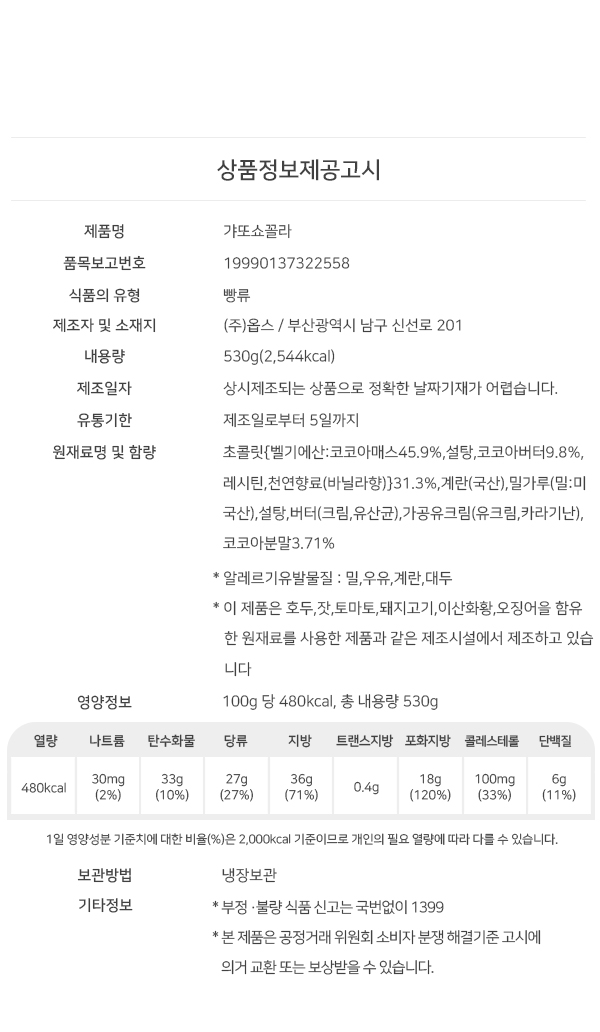 상품정보제공고시
제품명 갸또쇼꼴라
품목보고번호 19990137322558
식품의 유형 빵류
제조자 및 소재지 (주)옵스 / 부산광역시 남구 신선로 201
내용량 530g(2,544kcal)
제조일자 상시제조되는 상품으로 정확한 날짜기재가 어렵습니다.
유통기한 제조일로부터 5일까지
원재료명 및 함량 초콜릿{벨기에산:코코아매스45.9%,설탕,코코아버터9.8%,
레시틴,천연향료(바닐라향)}31.3%,계란(국산),밀가루(밀:미
국산),설탕,버터(크림,유산균),가공유크림(유크림,카라기난),
코코아분말3.71%
* 알레르기유발물질 : 밀,우유,계란,대두
* 이 제품은 호두,잣,토마토,돼지고기,이산화황,오징어을 함유
한 원재료를 사용한 제품과 같은 제조시설에서 제조하고 있습
니다
영양정보 100g 당 480kcal, 총 내용량 530g
열량 나트륨 탄수화물 당류 지방 트랜스지방 포화지방 콜레스테롤 단백질
480kcal 30mg (2%) 33g (10%) 27g (27%) 36g (71%) 0.4g 18g (120%) 100mg (33%) 6g (11%)
1일 영양성분 기준치에 대한 비율(%)은 2,000kcal 기준이므로 개인의 필요 열량에 따라 다를 수 있습니다.
보관방법 냉장보관
기타정보 * 부정 ·불량 식품 신고는 국번없이 1399
* 본 제품은 공정거래 위원회 소비자 분쟁 해결기준 고시에
의거 교환 또는 보상받을 수 있습니다.